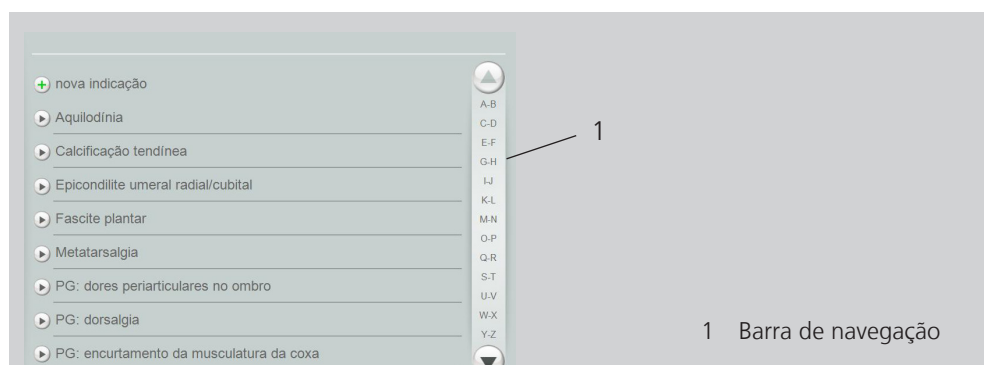 nova indicação
Aquilodínia
Calcificação tendínea
Epicondilite umeral radial/cubital
Fascite plantar
Metatarsalgia
PG: dores periarticulares no ombro
PG: dorsalgia
PG: encurtamento da musculatura da coxa
A-B
C-D
E-F
G-H
I-J
K-L
M-N
O-P
Q-R
S-T
U-V
W-X
Y-Z
1
1 Barra de navegação